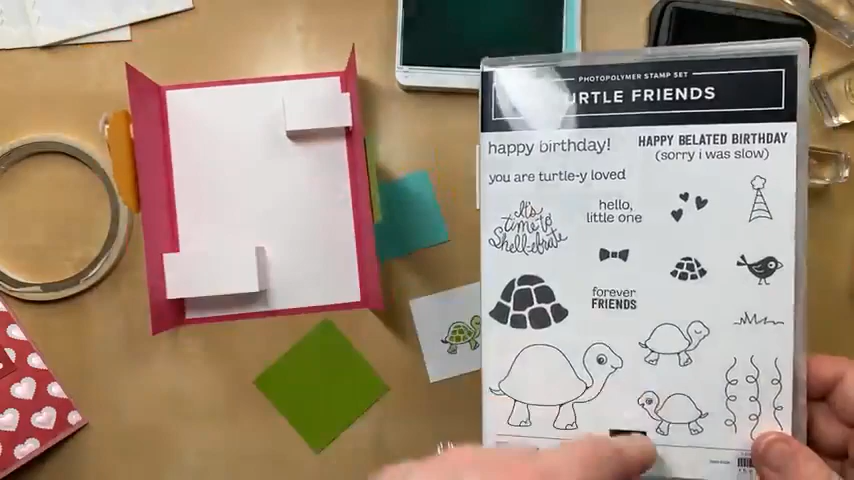 PHOTOPOLYMER STAMP SET
TURTLE FRIENDS
happy birthday!
HAPPY BELATED BIRTHDAY
(sorry i was slow)
you are turtle-y loved
It's
time to
Shell-ebrate
hello,
little one
forever
FRIENDS